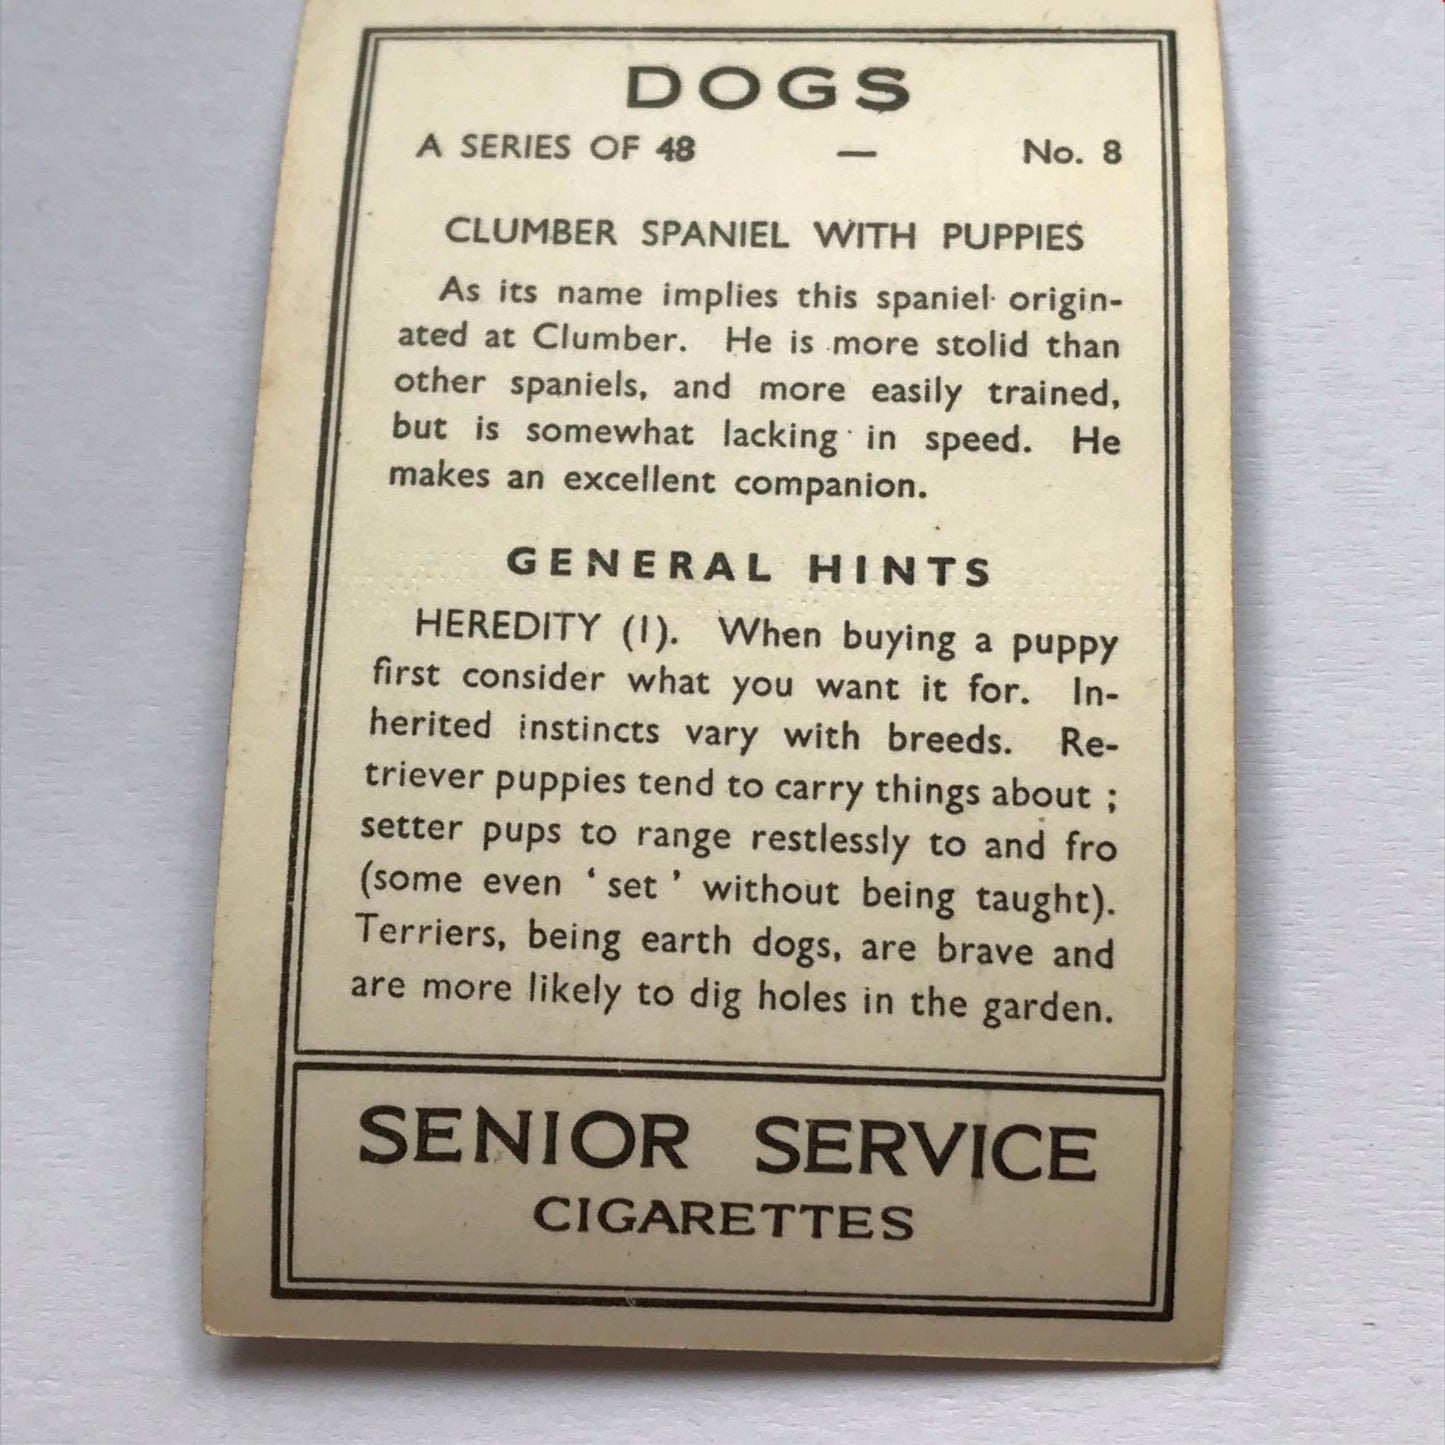 DOGS
A SERIES OF 48 — No. 8
CLUMBER SPANIEL WITH PUPPIES
As its name implies this spaniel origin-
ated at Clumber. He is more stolid than
other spaniels, and more easily trained,
but is somewhat lacking in speed. He
makes an excellent companion.
GENERAL HINTS
HEREDITY (1). When buying a puppy
first consider what you want it for. In-
herited instincts vary with breeds. Re-
triever puppies tend to carry things about ;
setter pups to range restlessly to and fro
(some even ‘ set ’ without being taught).
Terriers, being earth dogs, are brave and
are more likely to dig holes in the garden.
SENIOR SERVICE
CIGARETTES